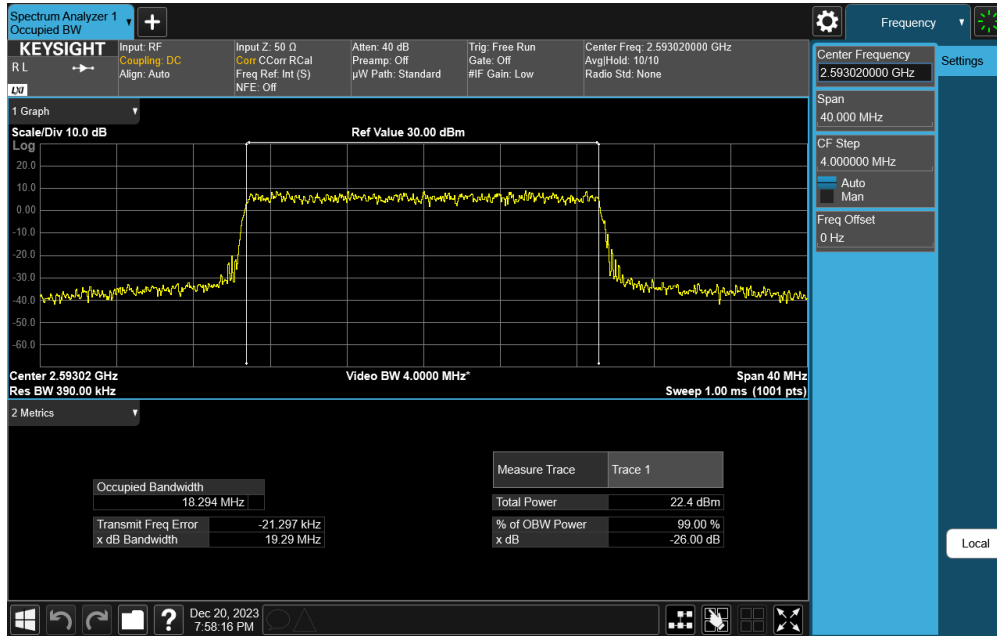 Spectrum Analyzer 1
Occupied BW
Frequency
KEYSIGHT
RL
LXI
Input: RF
Coupling: DC
Align: Auto
Input Z: 50 Ω
Corr CCorr RCal
Freq Ref: Int (S)
NFE: Off
Atten: 40 dB
Preamp: Off
µW Path: Standard
Trig: Free Run
Gate: Off
#IF Gain: Low
Center Freq: 2.593020000 GHz
Avg|Hold: 10/10
Radio Std: None
Center Frequency
2.593020000 GHz
Settings
Span
40.000 MHz
CF Step
4.000000 MHz
Auto
Man
Freq Offset
0 Hz
Local
1 Graph
Scale/Div 10.0 dB
Ref Value 30.00 dBm
Log
20.0
10.0
0.00
-10.0
-20.0
-30.0
-40.0
-50.0
-60.0
Center 2.59302 GHz
Video BW 4.0000 MHz*
Span 40 MHz
Res BW 390.00 kHz
Sweep 1.00 ms (1001 pts)
2 Metrics
Measure Trace Trace 1
Occupied Bandwidth
18.294 MHz
Total Power 22.4 dBm
Transmit Freq Error -21.297 kHz
% of OBW Power 99.00 %
x dB Bandwidth 19.29 MHz
x dB -26.00 dB
?
Dec 20, 2023
7:58:16 PM